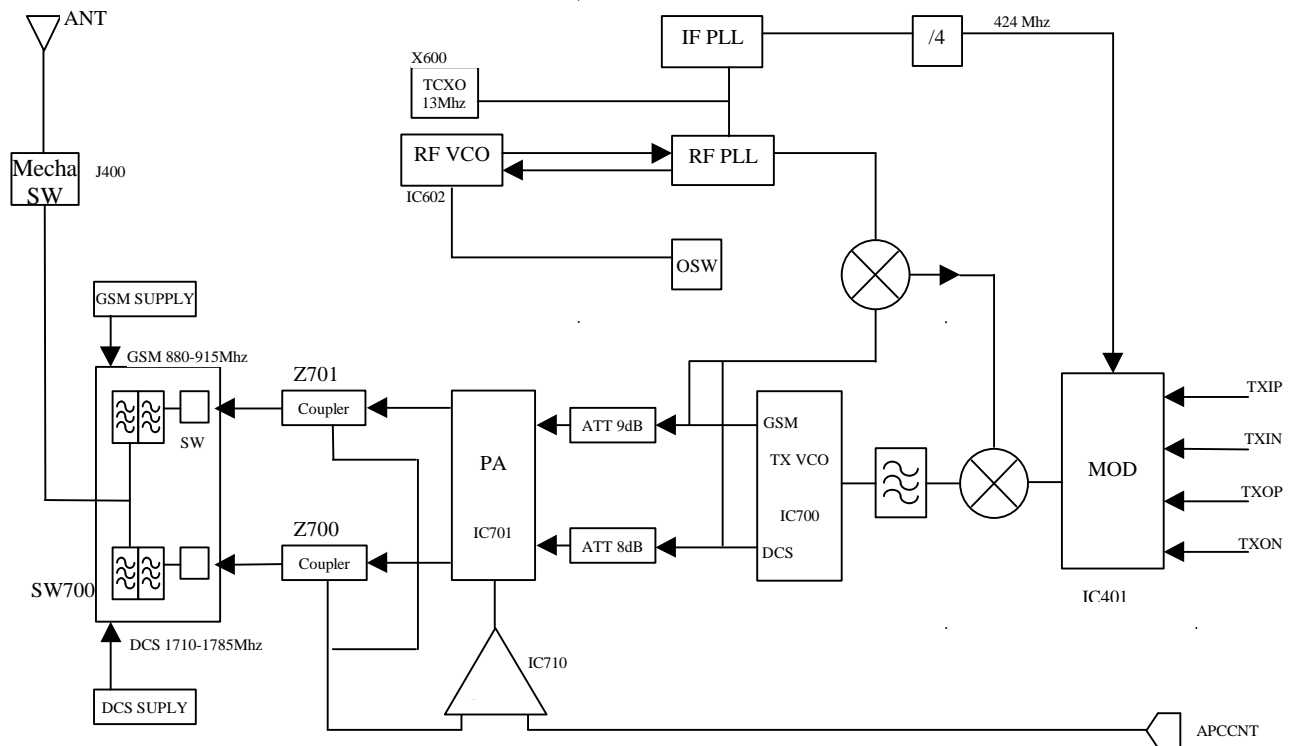 ANT
IF PLL
/4
424 Mhz
X600
TCXO
13Mhz
RF VCO
RF PLL
IC602
Mecha
SW
J400
OSW
GSM SUPPLY
GSM 880-915Mhz
Z701
Coupler
SW
PA
IC701
ATT 9dB
GSM
TX VCO
IC700
DCS
MOD
TXIP
TXIN
TXOP
TXON
IC401
Z700
Coupler
ATT 8dB
SW700
DCS 1710-1785Mhz
DCS SUPLY
IC710
APCCNT